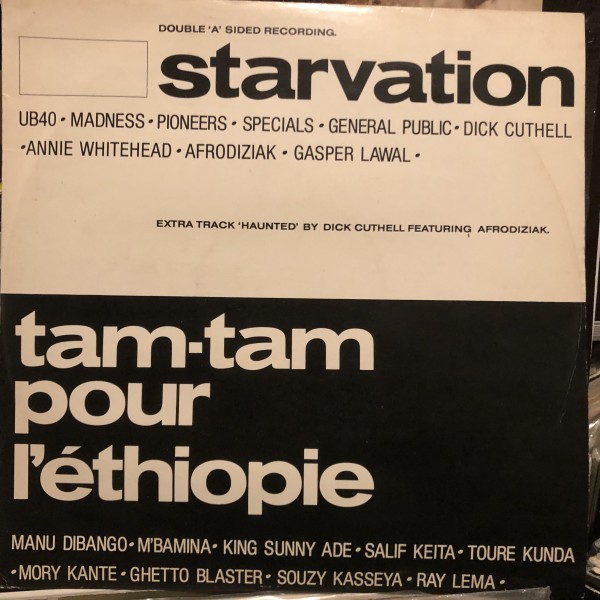 DOUBLE 'A' SIDED RECORDING.
starvation
UB40 • MADNESS • PIONEERS • SPECIALS • GENERAL PUBLIC • DICK CUTHELL
• ANNIE WHITEHEAD • AFRODIZIAK • GASPER LAWAL •
EXTRA TRACK 'HAUNTED' BY DICK CUTHELL FEATURING AFRODIZIAK.
tam-tam
pour
l'éthiopie
MANU DIBANGO • M'BAMINA • KING SUNNY ADE • SALIF KEITA • TOURE KUNDA
• MORY KANTE • GHETTO BLASTER • SOUZY KASSEYA • RAY LEMA •